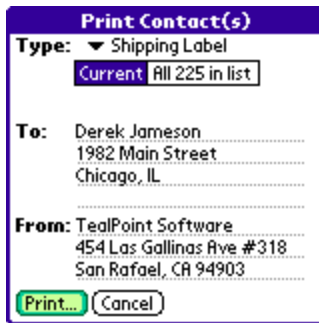 Print Contact(s)
Type: Shipping Label
Current All 225 in list
To: Derek Jameson
1982 Main Street
Chicago, IL
From: TealPoint Software
454 Las Gallinas Ave #318
San Rafael, CA 94903
Print... Cancel